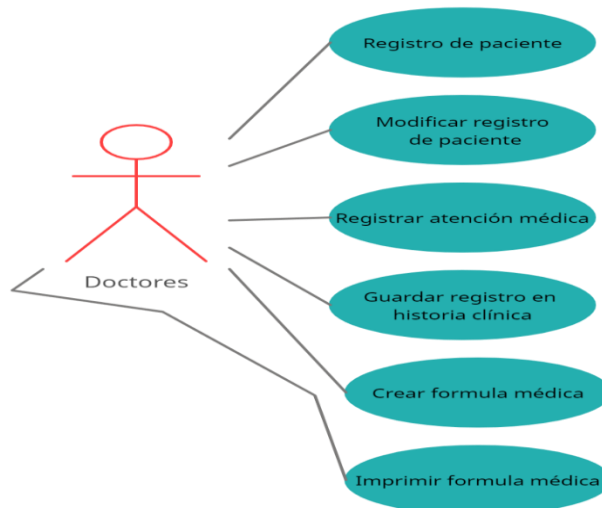 Registro de paciente
Modificar registro
de paciente
Registrar atención médica
Doctores
Guardar registro en
historia clínica
Crear formula médica
Imprimir formula médica